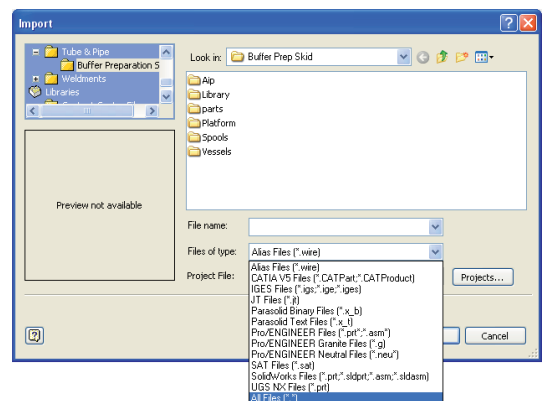 Import
Tube & Pipe
Buffer Preparation S
Weldments
Libraries
Look in:
Buffer Prep Skid
Aip
Library
parts
Platform
Spools
Vessels
Preview not available
File name:
Files of type:
Alias Files (*.wire)
Project File:
Projects...
Alias Files (*.wire)
CATIA V5 Files (*.CATPart;*.CATProduct)
IGES Files (*.igs;*.ige;*.iges)
JT Files (*.jt)
Parasolid Binary Files (*.x_b)
Parasolid Text Files (*.x_t)
Pro/ENGINEER Files (*.prt*;*.asm*)
Pro/ENGINEER Granite Files (*.g)
Pro/ENGINEER Neutral Files (*.neu*)
SAT Files (*.sat)
SolidWorks Files (*.prt;*.sldprt;*.asm;*.sldasm)
UGS NX Files (*.prt)
All Files (*.*)
Cancel